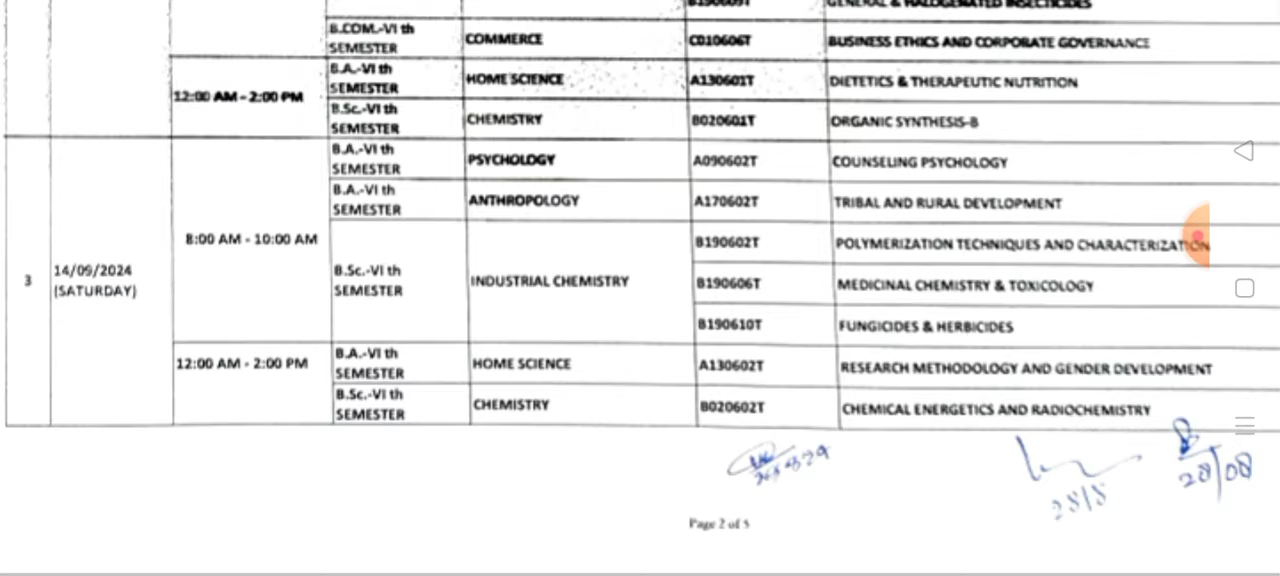 GENERAL & HALOGENATED INSECTICIDES
B.COM.-VI th
SEMESTER
COMMERCE
C010606T
BUSINESS ETHICS AND CORPORATE GOVERNANCE
12:00 AM - 2:00 PM
B.A.-VI th
SEMESTER
HOME SCIENCE
A130601T
DIETETICS & THERAPEUTIC NUTRITION
B.Sc.-VI th
SEMESTER
CHEMISTRY
B020601T
ORGANIC SYNTHESIS-B
3
14/09/2024
(SATURDAY)
8:00 AM - 10:00 AM
B.A.-VI th
SEMESTER
PSYCHOLOGY
A090602T
COUNSELING PSYCHOLOGY
B.A.-VI th
SEMESTER
ANTHROPOLOGY
A170602T
TRIBAL AND RURAL DEVELOPMENT
B.Sc.-VI th
SEMESTER
INDUSTRIAL CHEMISTRY
B190602T
POLYMERIZATION TECHNIQUES AND CHARACTERIZATION
B190606T
MEDICINAL CHEMISTRY & TOXICOLOGY
B190610T
FUNGICIDES & HERBICIDES
12:00 AM - 2:00 PM
B.A.-VI th
SEMESTER
HOME SCIENCE
A130602T
RESEARCH METHODOLOGY AND GENDER DEVELOPMENT
B.Sc.-VI th
SEMESTER
CHEMISTRY
B020602T
CHEMICAL ENERGETICS AND RADIOCHEMISTRY
28/08
Page 2 of 5